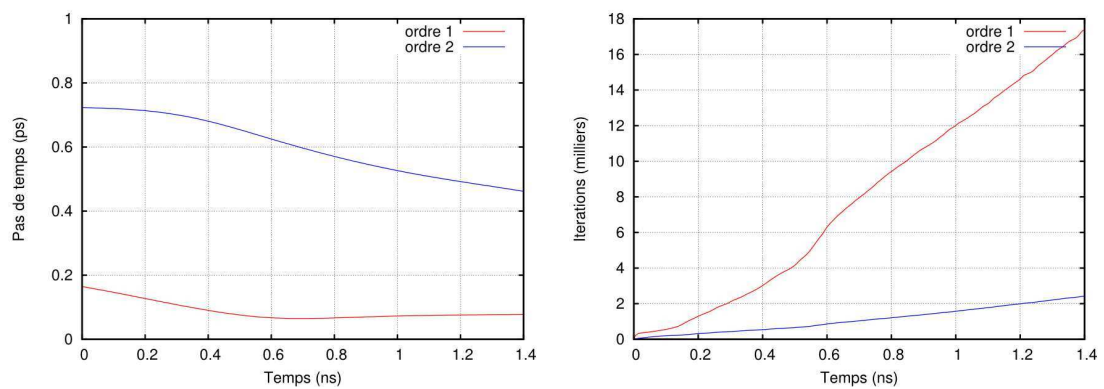 1
0.8
0.6
0.4
0.2
0
Pas de temps (ps)
0 0.2 0.4 0.6 0.8 1 1.2 1.4
Temps (ns)
ordre 1
ordre 2
18
16
14
12
10
8
6
4
2
0
Iterations (milliers)
0 0.2 0.4 0.6 0.8 1 1.2 1.4
Temps (ns)
ordre 1
ordre 2